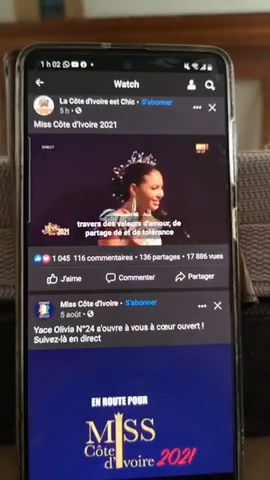 1 h 02
Watch
La Côte d'Ivoire est Chic • S'abonner
5 h •
Miss Côte d'Ivoire 2021
DIRECT
2021
travers des valeurs d'amour, de
partage de et de tolérance
1 045 116 commentaires • 136 partages • 17 886 vues
J'aime
Commenter
Partager
Miss Côte d'Ivoire • S'abonner
5 août •
Yace Olivia N°24 s'ouvre à vous à cœur ouvert !
Suivez-là en direct
EN ROUTE POUR
MISS
Côte
d'Ivoire 2021